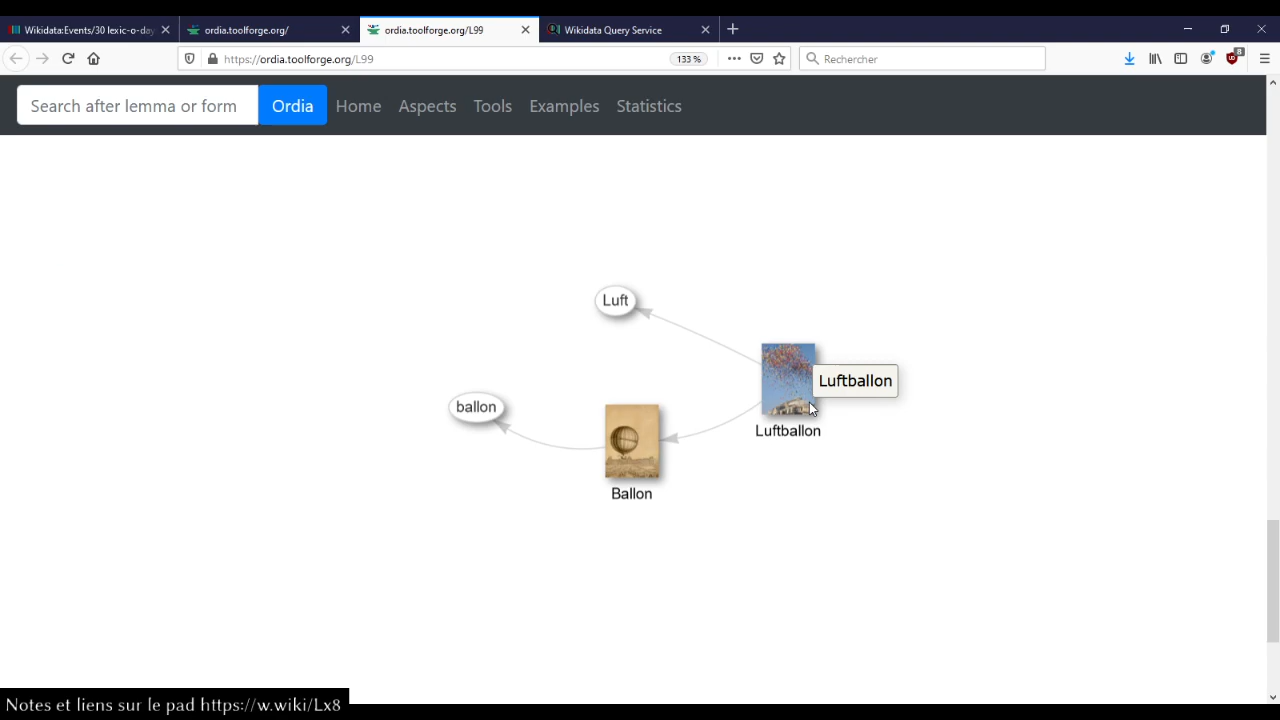 Wikidata:Events/30 lexic-o-day
ordia.toolforge.org/
ordia.toolforge.org/L99
Wikidata Query Service
https://ordia.toolforge.org/L99
133 %
Rechercher
8
Search after lemma or form
Ordia
Home
Aspects
Tools
Examples
Statistics
Luft
Luftballon
ballon
Luftballon
Ballon
Notes et liens sur le pad https://w.wiki/Lx8